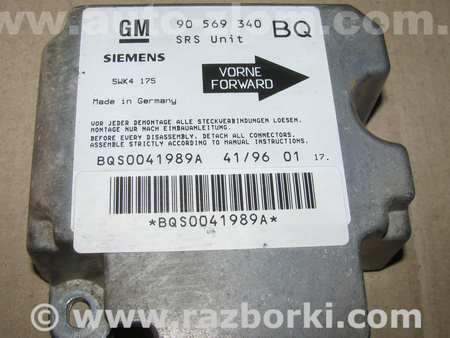 GM 90 569 340 BQ
SRS Unit
SIEMENS
5WK4 175
VORNE
FORWARD
Made in Germany
VOR JEDER DEMONTAGE ALLE STECKVERBINDUNGEN LOESEN.
MONTAGE NUR NACH EINBAUANLEITUNG.
BEFORE EVERY DISASSEMBLY, DETACH ALL CONNECTORS.
ASSEMBLE STRICTLY ACCORDING TO MANUAL INSTRUCTIONS.
BQS0041989A 41/96 01 17.
*BQS0041989A*
www.razborki.com